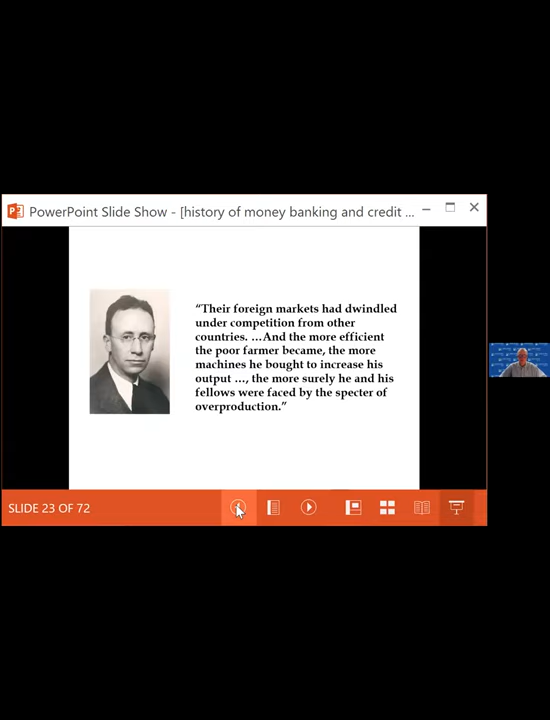 PowerPoint Slide Show - [history of money banking and credit ...
“Their foreign markets had dwindled
under competition from other
countries. ...And the more efficient
the poor farmer became, the more
machines he bought to increase his
output ..., the more surely he and his
fellows were faced by the specter of
overproduction.”
SLIDE 23 OF 72